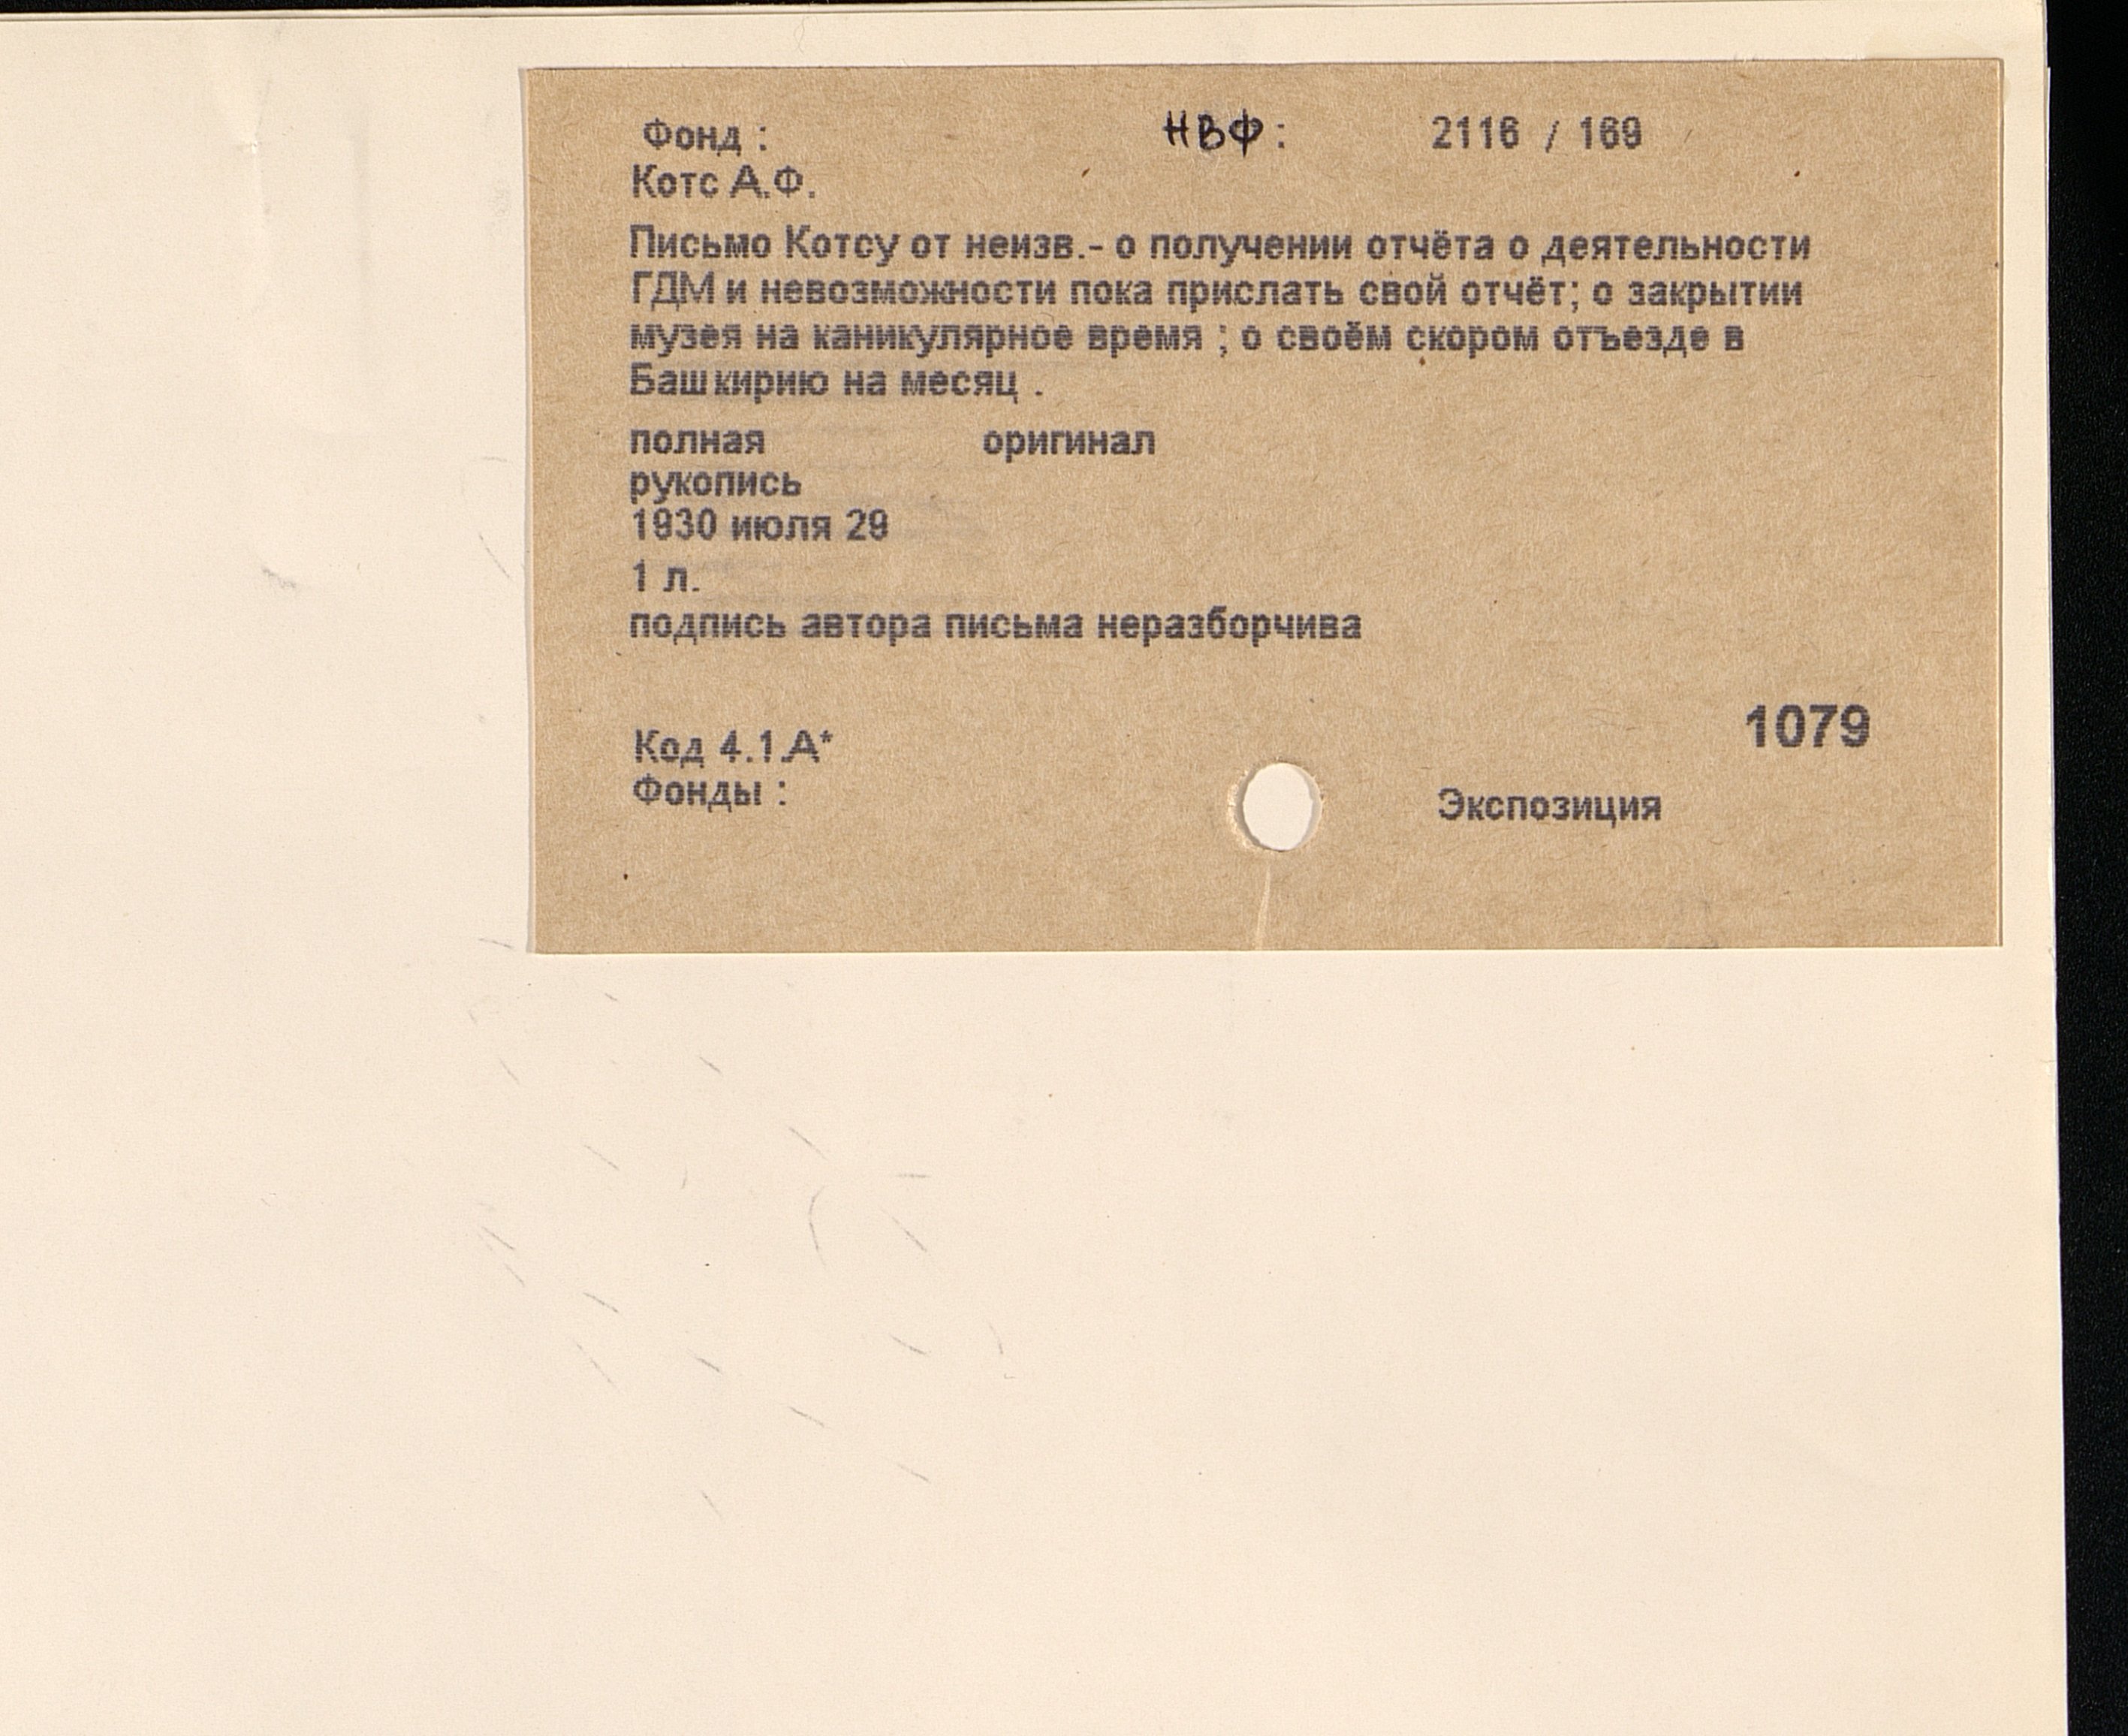 Фонд : НВФ: 2116 / 169
Котс А.Ф.
Письмо Котсу от неизв.- о получении отчёта о деятельности
ГДМ и невозможности пока прислать свой отчёт; о закрытии
музея на каникулярное время ; о своём скором отъезде в
Башкирию на месяц .
полная оригинал
рукопись
1930 июля 29
1 л.
подпись автора письма неразборчива
1079
Код 4.1.А*
Фонды : Экспозиция